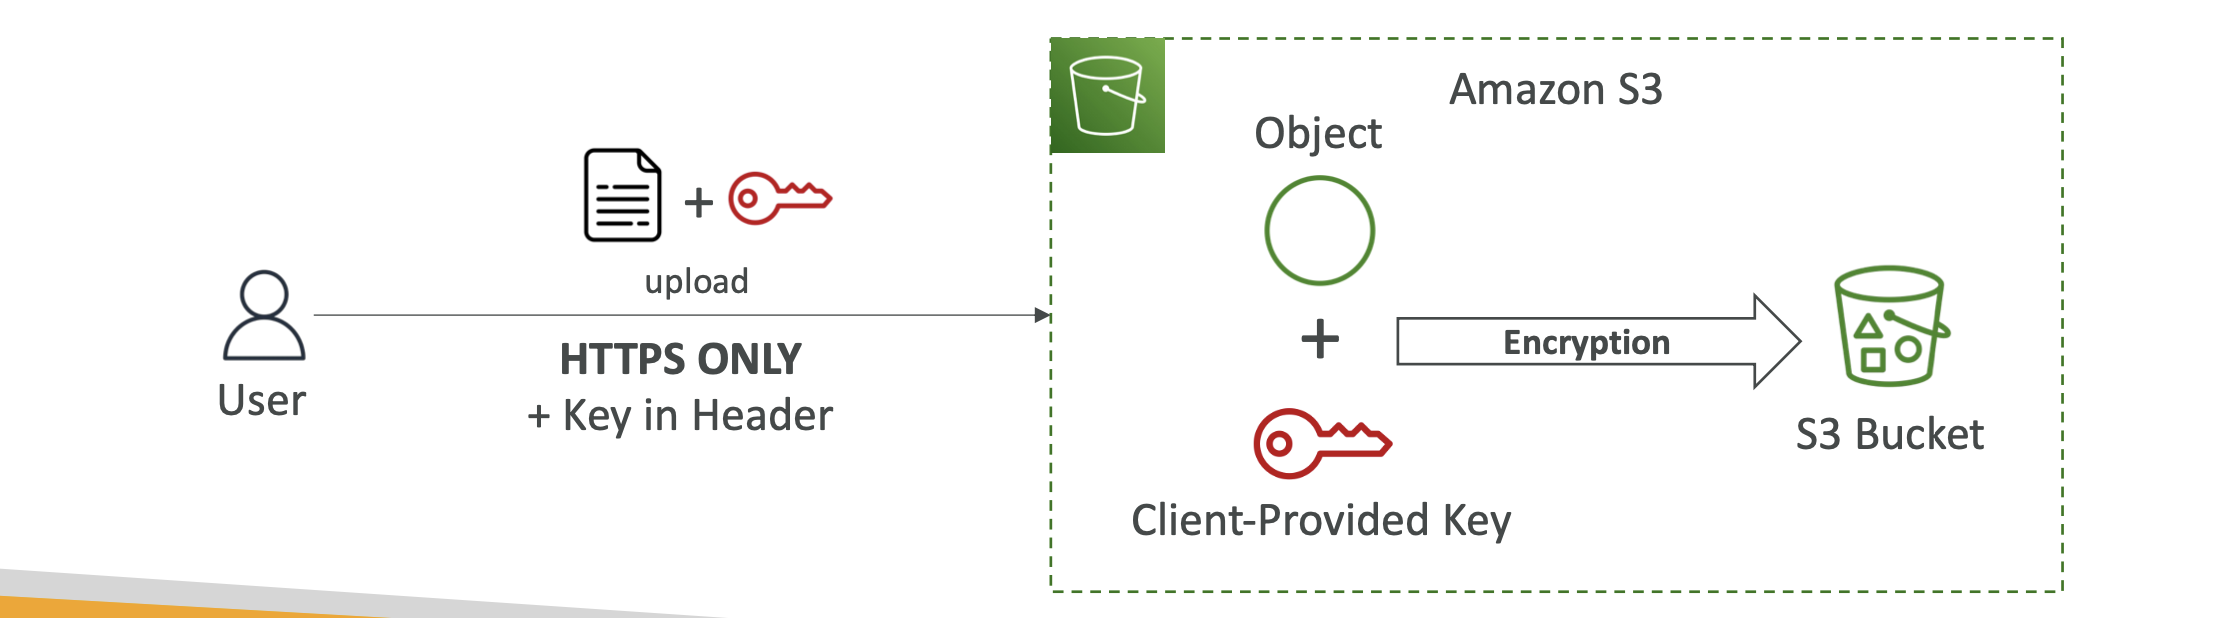 Amazon S3
Object
+
upload
HTTPS ONLY
+ Key in Header
User
+
Encryption
S3 Bucket
Client-Provided Key